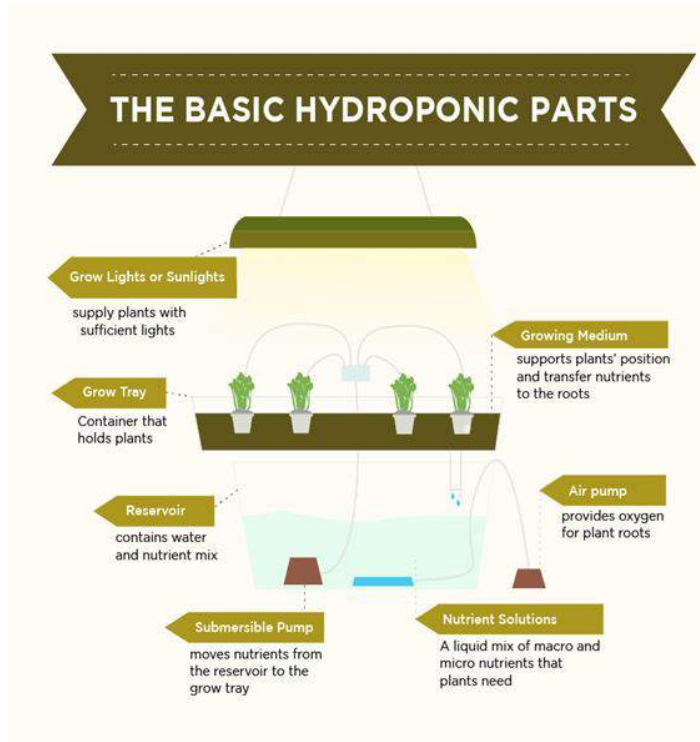 THE BASIC HYDROPONIC PARTS
Grow Lights or Sunlights
supply plants with
sufficient lights
Growing Medium
supports plants' position
and transfer nutrients
to the roots
Grow Tray
Container that
holds plants
Reservoir
contains water
and nutrient mix
Air pump
provides oxygen
for plant roots
Submersible Pump
moves nutrients from
the reservoir to the
grow tray
Nutrient Solutions
A liquid mix of macro and
micro nutrients that
plants need